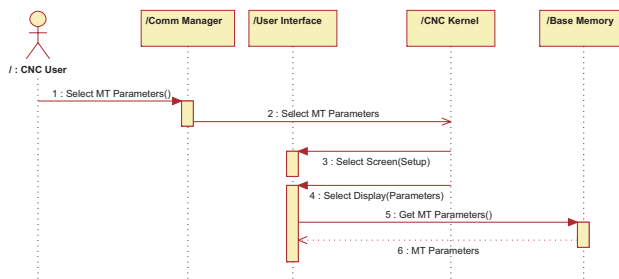 /Comm Manager
/User Interface
/CNC Kernel
/Base Memory
/ : CNC User
1 : Select MT Parameters()
2 : Select MT Parameters
3 : Select Screen(Setup)
4 : Select Display(Parameters)
5 : Get MT Parameters()
6 : MT Parameters